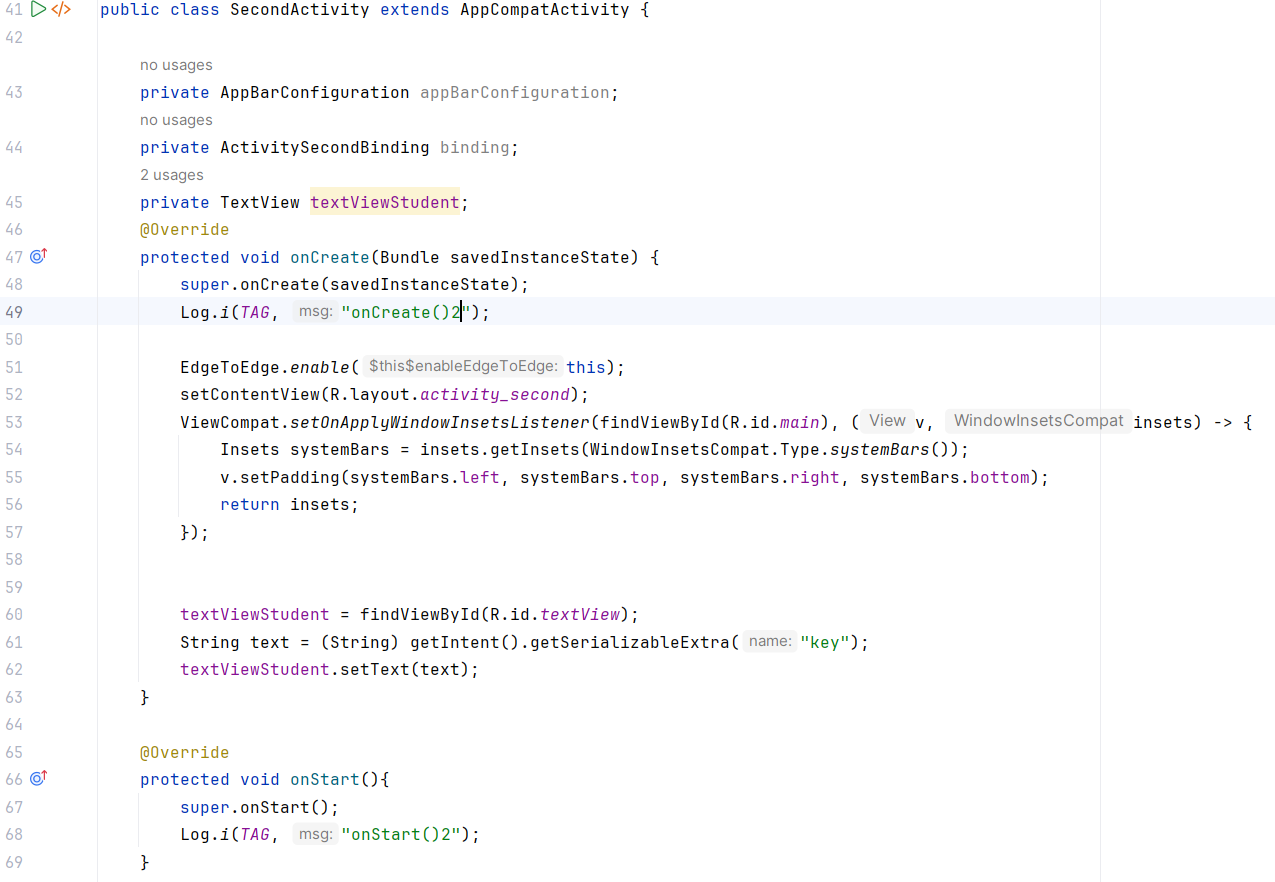 41 </> public class SecondActivity extends AppCompatActivity {
42
no usages
43 private AppBarConfiguration appBarConfiguration;
no usages
44 private ActivitySecondBinding binding;
2 usages
45 private TextView textViewStudent;
46 @Override
47 protected void onCreate(Bundle savedInstanceState) {
48 super.onCreate(savedInstanceState);
49 Log.i(TAG, msg: "onCreate()2");
50
51 EdgeToEdge.enable( $this$enableEdgeToEdge: this);
52 setContentView(R.layout.activity_second);
53 ViewCompat.setOnApplyWindowInsetsListener(findViewById(R.id.main), ( View v, WindowInsetsCompat insets) -> {
54 Insets systemBars = insets.getInsets(WindowInsetsCompat.Type.systemBars());
55 v.setPadding(systemBars.left, systemBars.top, systemBars.right, systemBars.bottom);
56 return insets;
57 });
58
59
60 textViewStudent = findViewById(R.id.textView);
61 String text = (String) getIntent().getSerializableExtra( name: "key");
62 textViewStudent.setText(text);
63 }
64
65 @Override
66 protected void onStart(){
67 super.onStart();
68 Log.i(TAG, msg: "onStart()2");
69 }